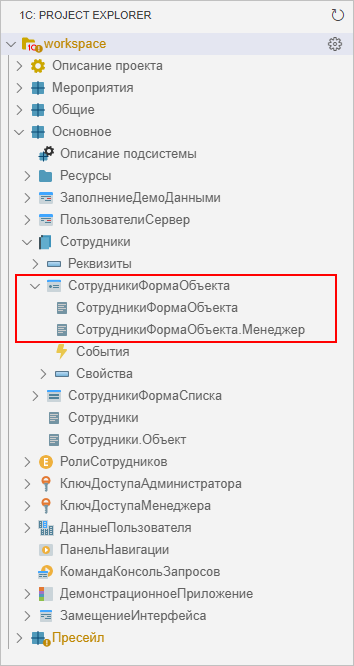 1C: PROJECT EXPLORER
workspace
Описание проекта
Мероприятия
Общие
Основное
Описание подсистемы
Ресурсы
ЗаполнениеДемоДанными
ПользователиСервер
Сотрудники
Реквизиты
СотрудникиФормаОбъекта
СотрудникиФормаОбъекта
СотрудникиФормаОбъекта.Менеджер
События
Свойства
СотрудникиФормаСписка
Сотрудники
Сотрудники.Объект
РолиСотрудников
КлючДоступаАдминистратора
КлючДоступаМенеджера
ДанныеПользователя
ПанельНавигации
КомандаКонсольЗапросов
ДемонстрационноеПриложение
ЗамещениеИнтерфейса
Пресейл